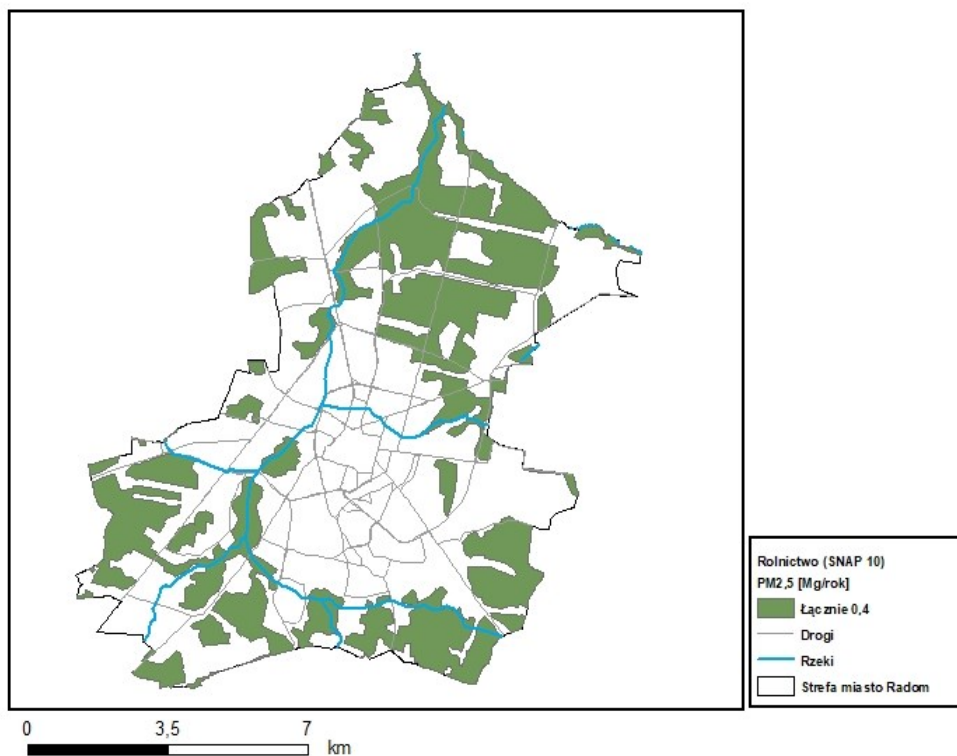 Rolnictwo (SNAP 10)
PM2,5 [Mg/rok]
Łącznie 0,4
Drogi
Rzeki
Strefa miasto Radom
0 3,5 7
km